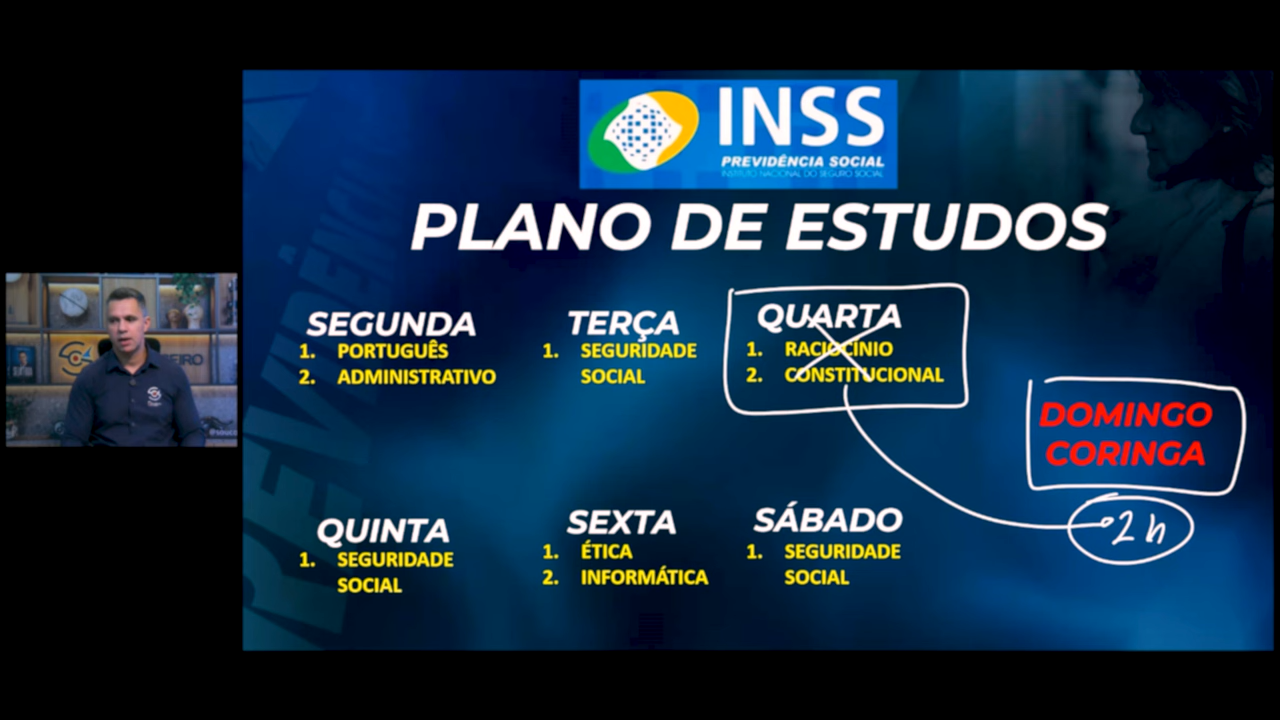 INSS
PREVIDÊNCIA SOCIAL
INSTITUTO NACIONAL DO SEGURO SOCIAL
PLANO DE ESTUDOS
SEGUNDA
1. PORTUGUÊS
2. ADMINISTRATIVO
TERÇA
1. SEGURIDADE
SOCIAL
QUARTA
1. RACIOCÍNIO
2. CONSTITUCIONAL
DOMINGO
CORINGA
2h
QUINTA
1. SEGURIDADE
SOCIAL
SEXTA
1. ÉTICA
2. INFORMÁTICA
SÁBADO
1. SEGURIDADE
SOCIAL